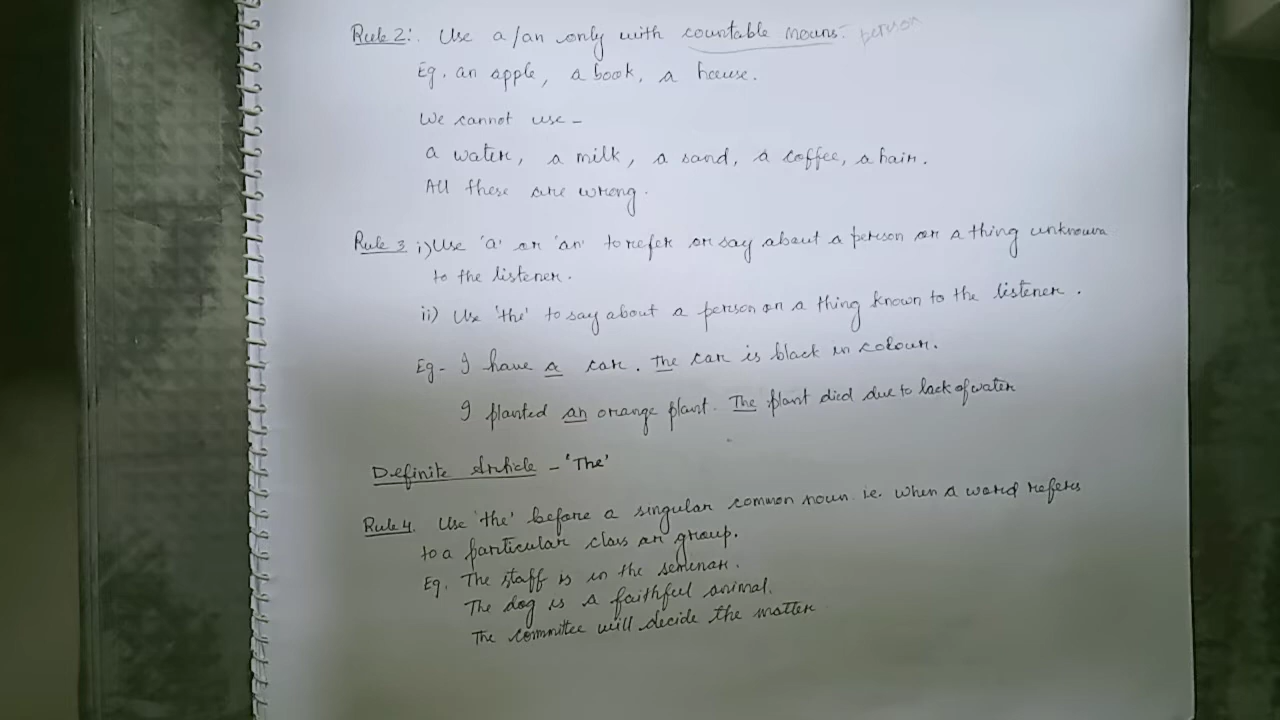 Rule 2:. Use a/an only with countable nouns. person
Eg. an apple, a book, a house.
We cannot use -
a water, a milk, a sand, a coffee, a hair.
All these are wrong.
Rule 3 i) Use 'a' or 'an' to refer or say about a person or a thing unknown
to the listener.
ii) Use 'the' to say about a person or a thing known to the listener.
Eg- I have a car. The car is black in colour.
I planted an orange plant. The plant died due to lack of water
Definite Article - 'The'
Rule 4. Use 'the' before a singular common noun i.e. when a word refers
to a particular class or group.
Eg. The staff is in the seminar.
The dog is a faithful animal.
The committee will decide the matter